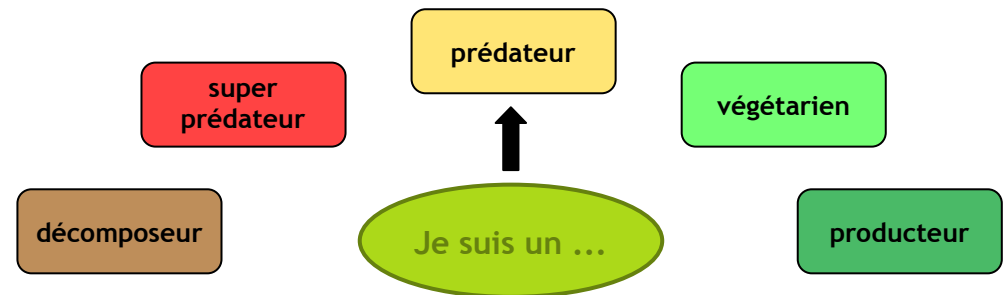 prédateur
super
prédateur
végétarien
décomposeur
Je suis un ...
producteur